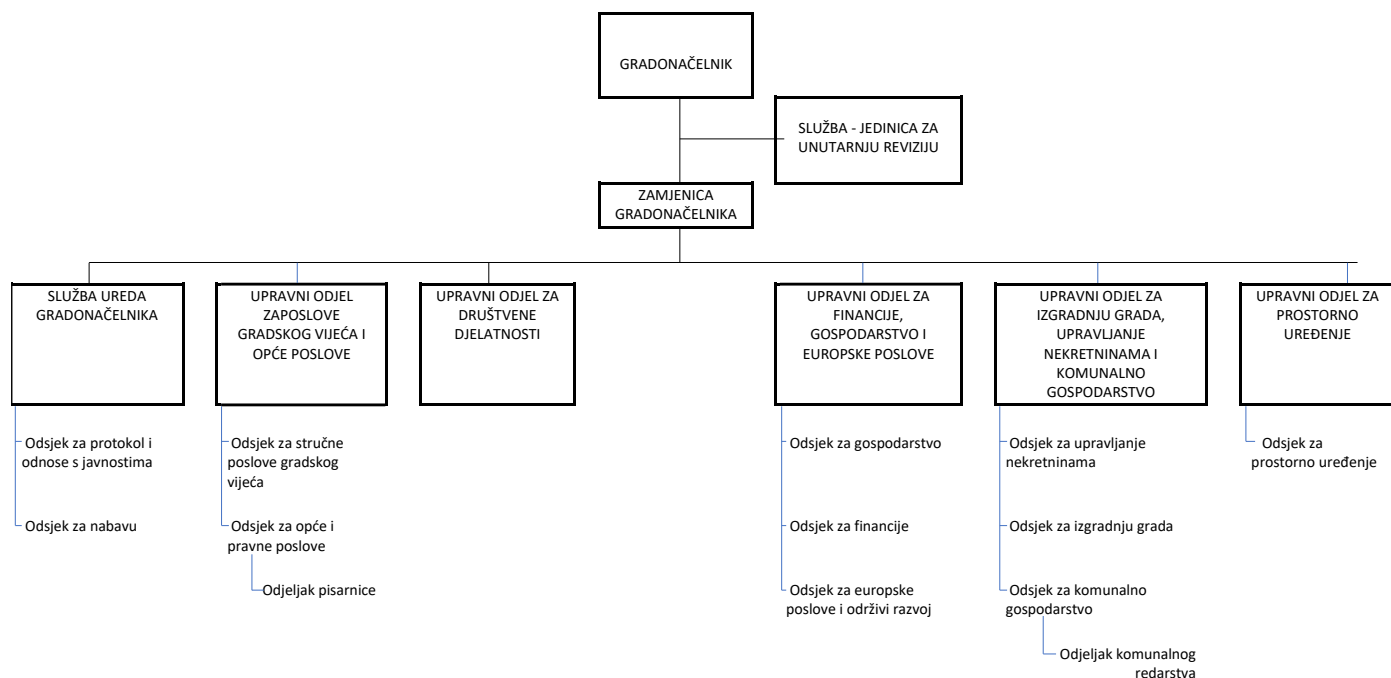 GRADONAČELNIK
SLUŽBA - JEDINICA ZA
UNUTARNJU REVIZIJU
ZAMJENICA
GRADONAČELNIKA
SLUŽBA UREDA
GRADONAČELNIKA
UPRAVNI ODJEL
ZAPOSLOVE
GRADSKOG VIJEĆA I
OPĆE POSLOVE
UPRAVNI ODJEL ZA
DRUŠTVENE
DJELATNOSTI
UPRAVNI ODJEL ZA
FINANCIJE,
GOSPODARSTVO I
EUROPSKE POSLOVE
UPRAVNI ODJEL ZA
IZGRADNJU GRADA,
UPRAVLJANJE
NEKRETNINAMA I
KOMUNALNO
GOSPODARSTVO
UPRAVNI ODJEL ZA
PROSTORNO
UREĐENJE
Odsjek za protokol i
odnose s javnostima
Odsjek za nabavu
Odsjek za stručne
poslove gradskog
vijeća
Odsjek za opće i
pravne poslove
Odjeljak pisarnice
Odsjek za gospodarstvo
Odsjek za financije
Odsjek za europske
poslove i održivi razvoj
Odsjek za upravljanje
nekretninama
Odsjek za izgradnju grada
Odsjek za komunalno
gospodarstvo
Odjeljak komunalnog
redarstva
Odsjek za
prostorno uređenje